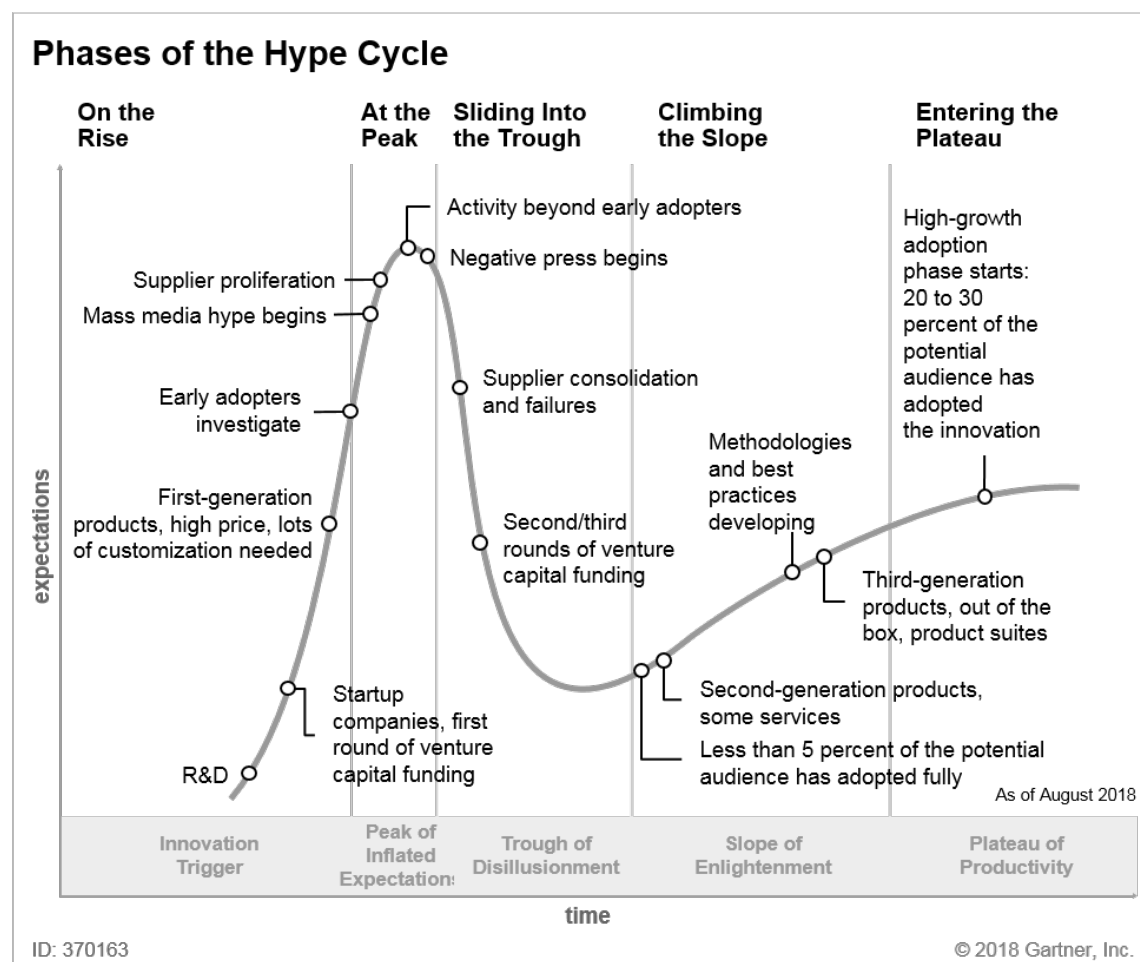 Phases of the Hype Cycle
On the
Rise
At the
Peak
Sliding Into
the Trough
Climbing
the Slope
Entering the
Plateau
Activity beyond early adopters
Negative press begins
Supplier proliferation
Mass media hype begins
Early adopters
investigate
First-generation
products, high price, lots
of customization needed
Startup
companies, first
round of venture
capital funding
R&D
Supplier consolidation
and failures
Second/third
rounds of venture
capital funding
Methodologies
and best
practices
developing
Third-generation
products, out of the
box, product suites
Second-generation products,
some services
Less than 5 percent of the potential
audience has adopted fully
High-growth
adoption
phase starts:
20 to 30
percent of the
potential
audience has
adopted
the innovation
As of August 2018
expectations
Innovation
Trigger
Peak of
Inflated
Expectations
Trough of
Disillusionment
Slope of
Enlightenment
Plateau of
Productivity
time
ID: 370163
© 2018 Gartner, Inc.